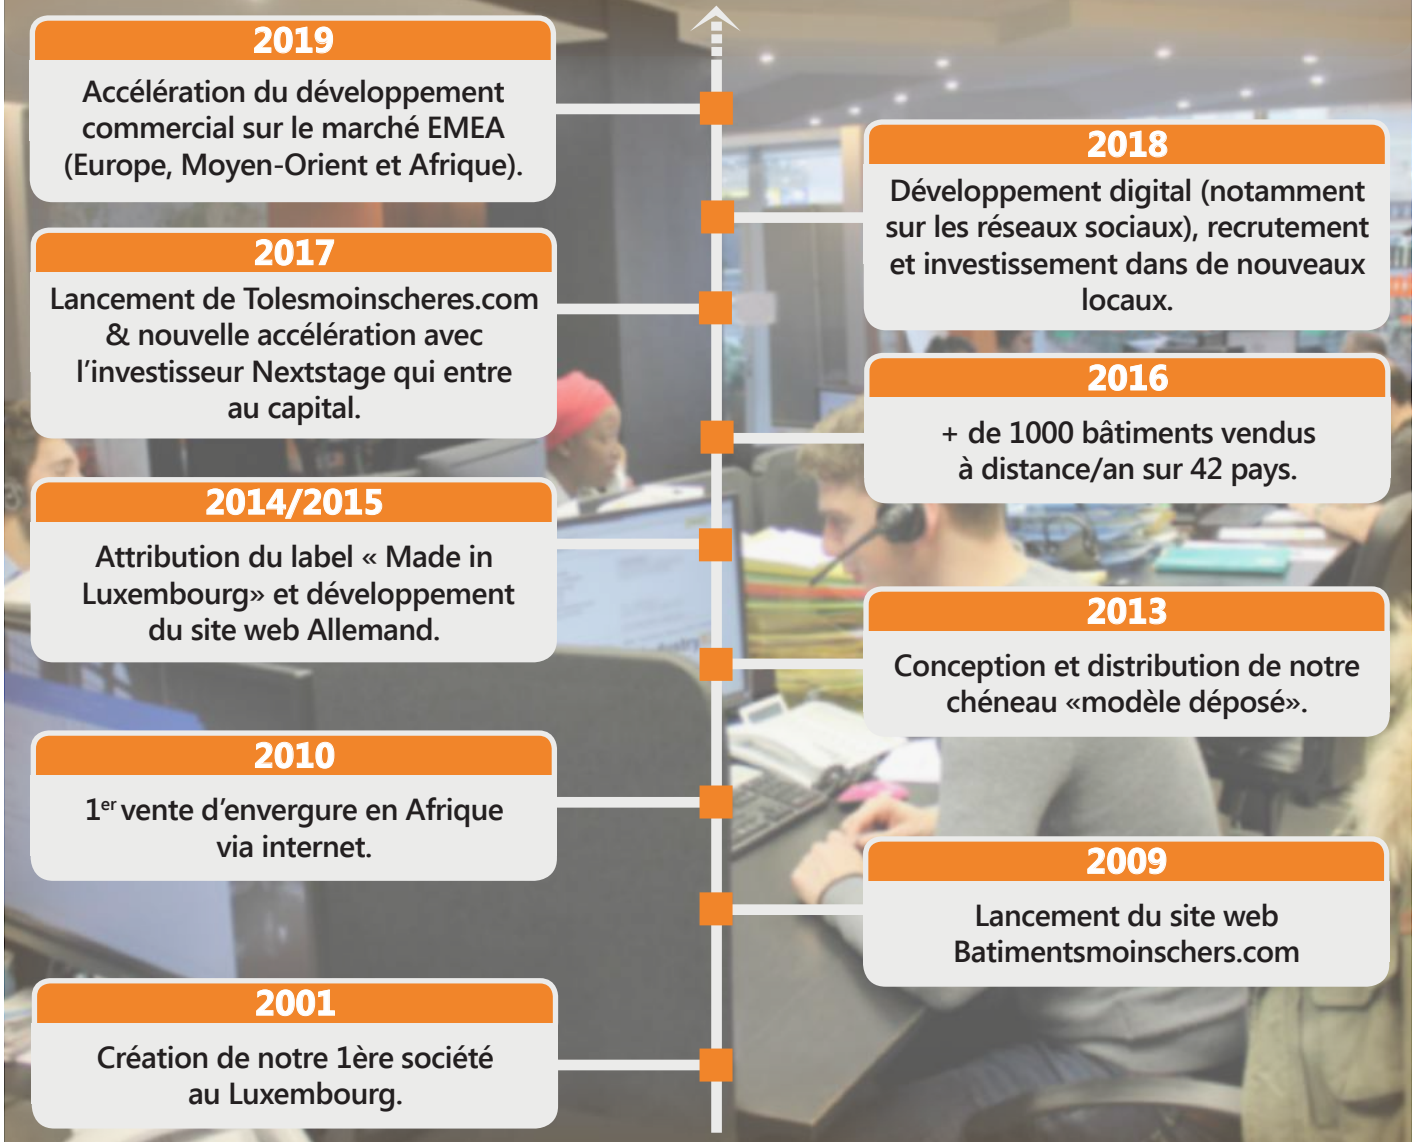 2019
Accélération du développement
commercial sur le marché EMEA
(Europe, Moyen-Orient et Afrique).
2018
Développement digital (notamment
sur les réseaux sociaux), recrutement
et investissement dans de nouveaux
locaux.
2017
Lancement de Tolesmoinscheres.com
& nouvelle accélération avec
l'investisseur Nextstage qui entre
au capital.
2016
+ de 1000 bâtiments vendus
à distance/an sur 42 pays.
2014/2015
Attribution du label « Made in
Luxembourg» et développement
du site web Allemand.
2013
Conception et distribution de notre
chéneau «modèle déposé».
2010
1er vente d'envergure en Afrique
via internet.
2009
Lancement du site web
Batimentsmoinschers.com
2001
Création de notre 1ère société
au Luxembourg.